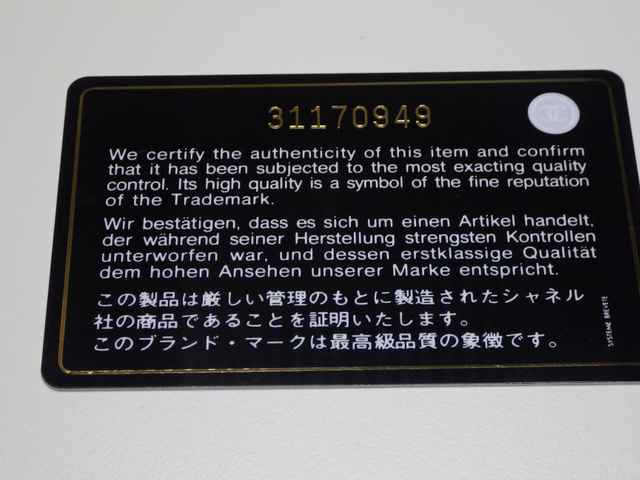 31170949
We certify the authenticity of this item and confirm
that it has been subjected to the most exacting quality
control. Its high quality is a symbol of the fine reputation
of the Trademark.
Wir bestätigen, dass es sich um einen Artikel handelt,
der während seiner Herstellung strengsten Kontrollen
unterworfen war, und dessen erstklassige Qualität
dem hohen Ansehen unserer Marke entspricht.
この製品は厳しい管理のもとに製造されたシャネル
社の商品であることを証明いたします。
このブランド・マークは最高級品質の象徴です。
SYSTEME BREVETE